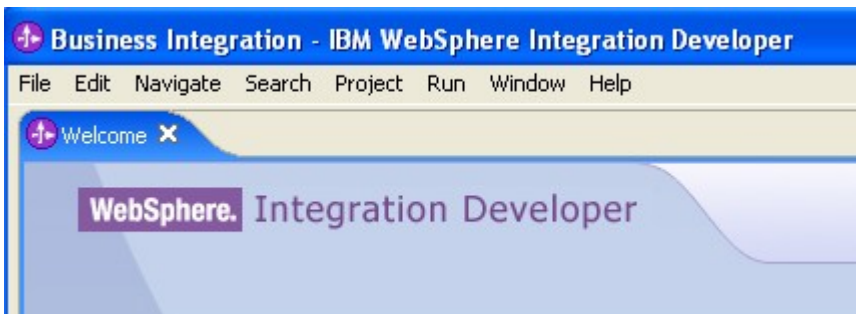 Business Integration - IBM WebSphere Integration Developer
File Edit Navigate Search Project Run Window Help
Welcome
WebSphere. Integration Developer